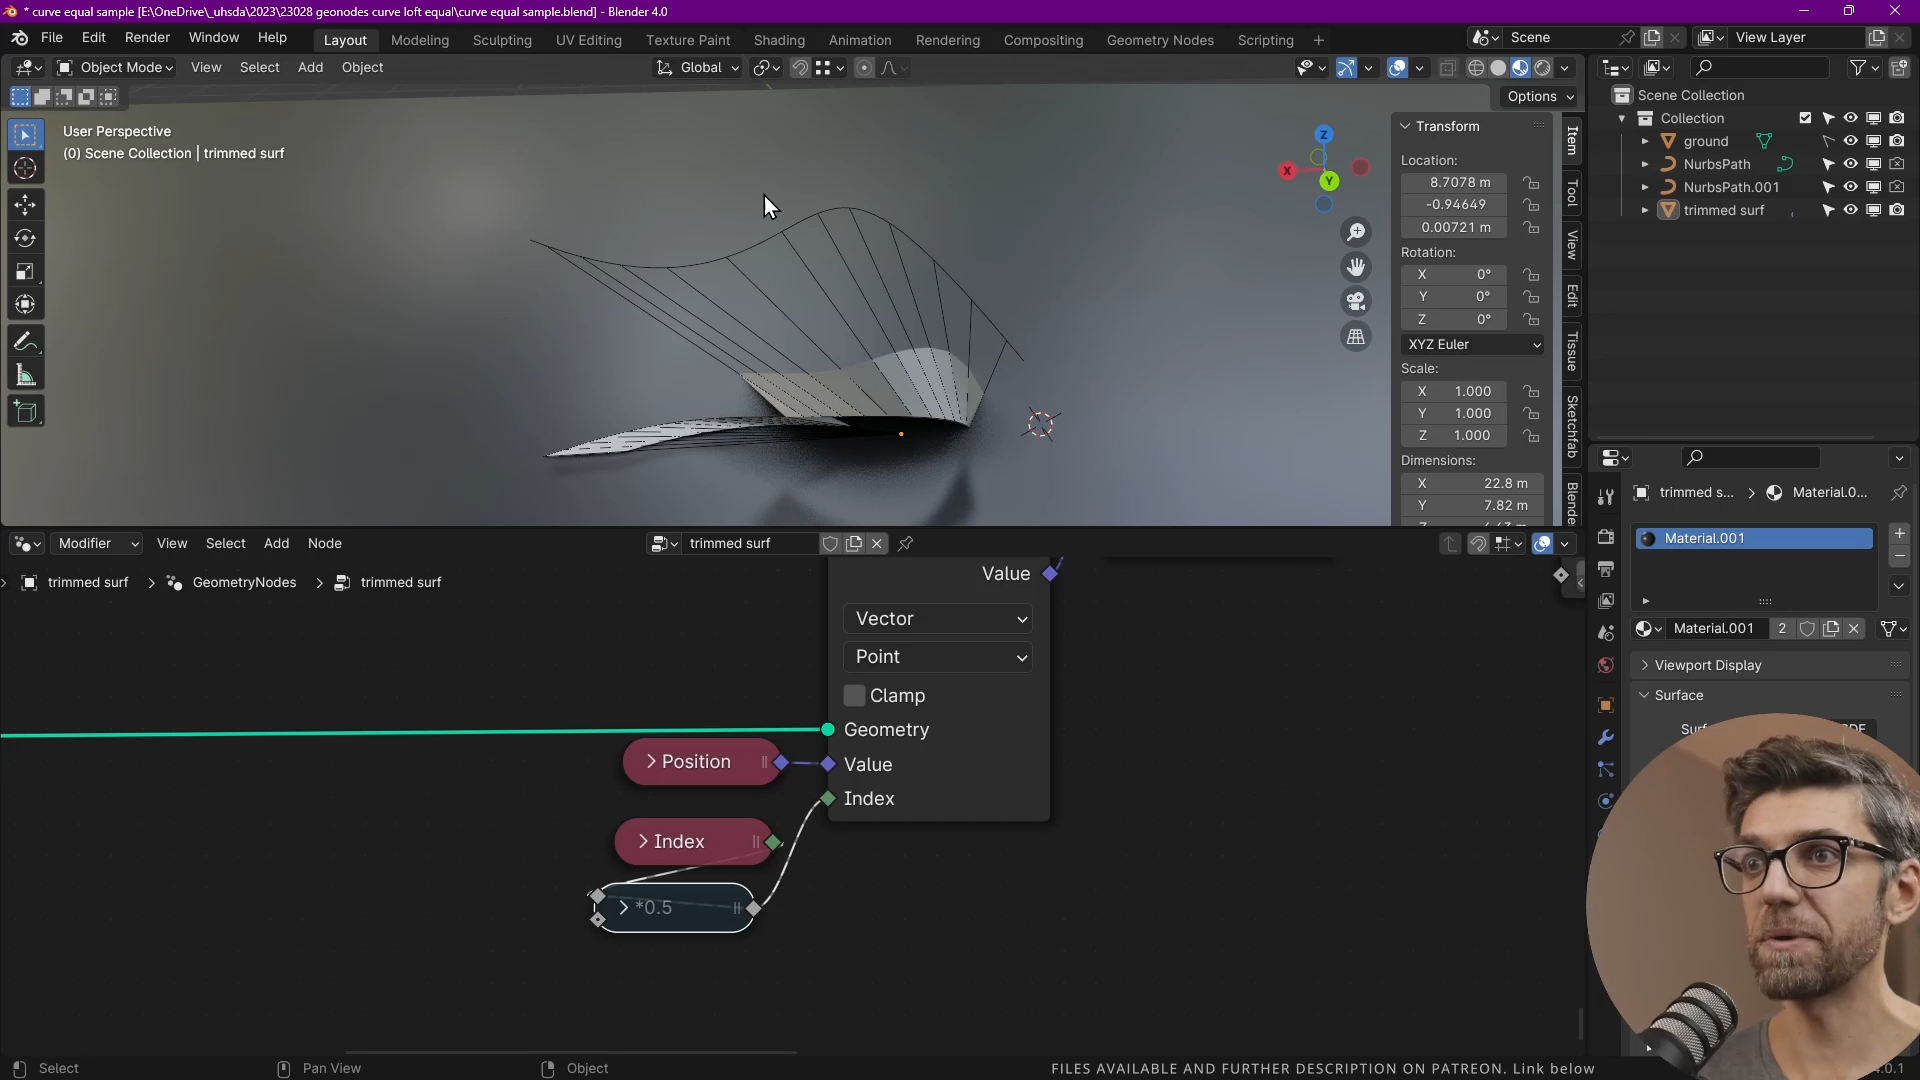 * curve equal sample [E:\OneDrive\_uhsda\2023\23028 geonodes curve loft equal\curve equal sample.blend] - Blender 4.0
File Edit Render Window Help Layout Modeling Sculpting UV Editing Texture Paint Shading Animation Rendering Compositing Geometry Nodes Scripting + Scene View Layer
Object Mode View Select Add Object Global
Options
User Perspective
(0) Scene Collection | trimmed surf
Z
X
Y
Transform
Location:
8.7078 m
-0.94649
0.00721 m
Rotation:
X 0°
Y 0°
Z 0°
XYZ Euler
Scale:
X 1.000
Y 1.000
Z 1.000
Dimensions:
X 22.8 m
Y 7.82 m
Item
Tool
View
Edit
Tissue
Sketchfab
Blende
Scene Collection
Collection
ground
NurbsPath
NurbsPath.001
trimmed surf
trimmed s... > Material.0...
Material.001
Material.001 2
Viewport Display
Surface
Modifier View Select Add Node trimmed surf
trimmed surf > GeometryNodes > trimmed surf
Value
Vector
Point
Clamp
Geometry
Position
Value
Index
Index
*0.5
Select Pan View Object FILES AVAILABLE AND FURTHER DESCRIPTION ON PATREON. Link below